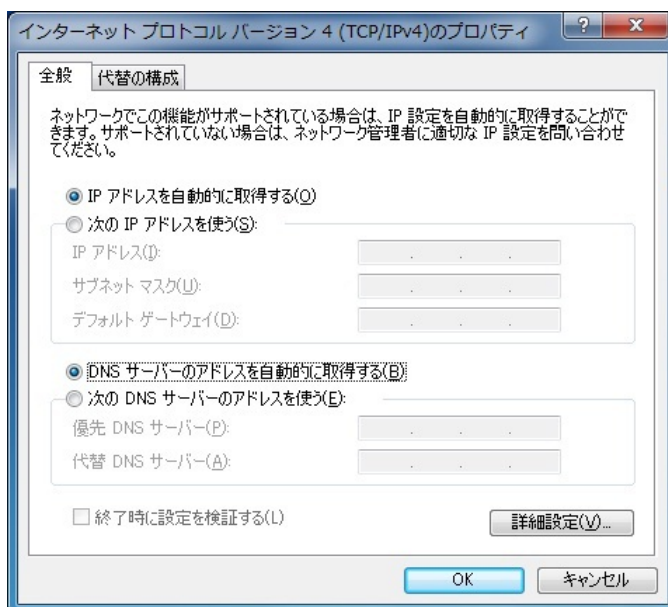 インターネット プロトコル バージョン 4 (TCP/IPv4)のプロパティ
全般
代替の構成
ネットワークでこの機能がサポートされている場合は、IP 設定を自動的に取得することがで
きます。サポートされていない場合は、ネットワーク管理者に適切な IP 設定を問い合わせ
てください。
IP アドレスを自動的に取得する(O)
次の IP アドレスを使う(S):
IP アドレス(I):
サブネット マスク(U):
デフォルト ゲートウェイ(D):
DNS サーバーのアドレスを自動的に取得する(B)
次の DNS サーバーのアドレスを使う(E):
優先 DNS サーバー(P):
代替 DNS サーバー(A):
終了時に設定を検証する(L)
詳細設定(V)...
OK
キャンセル